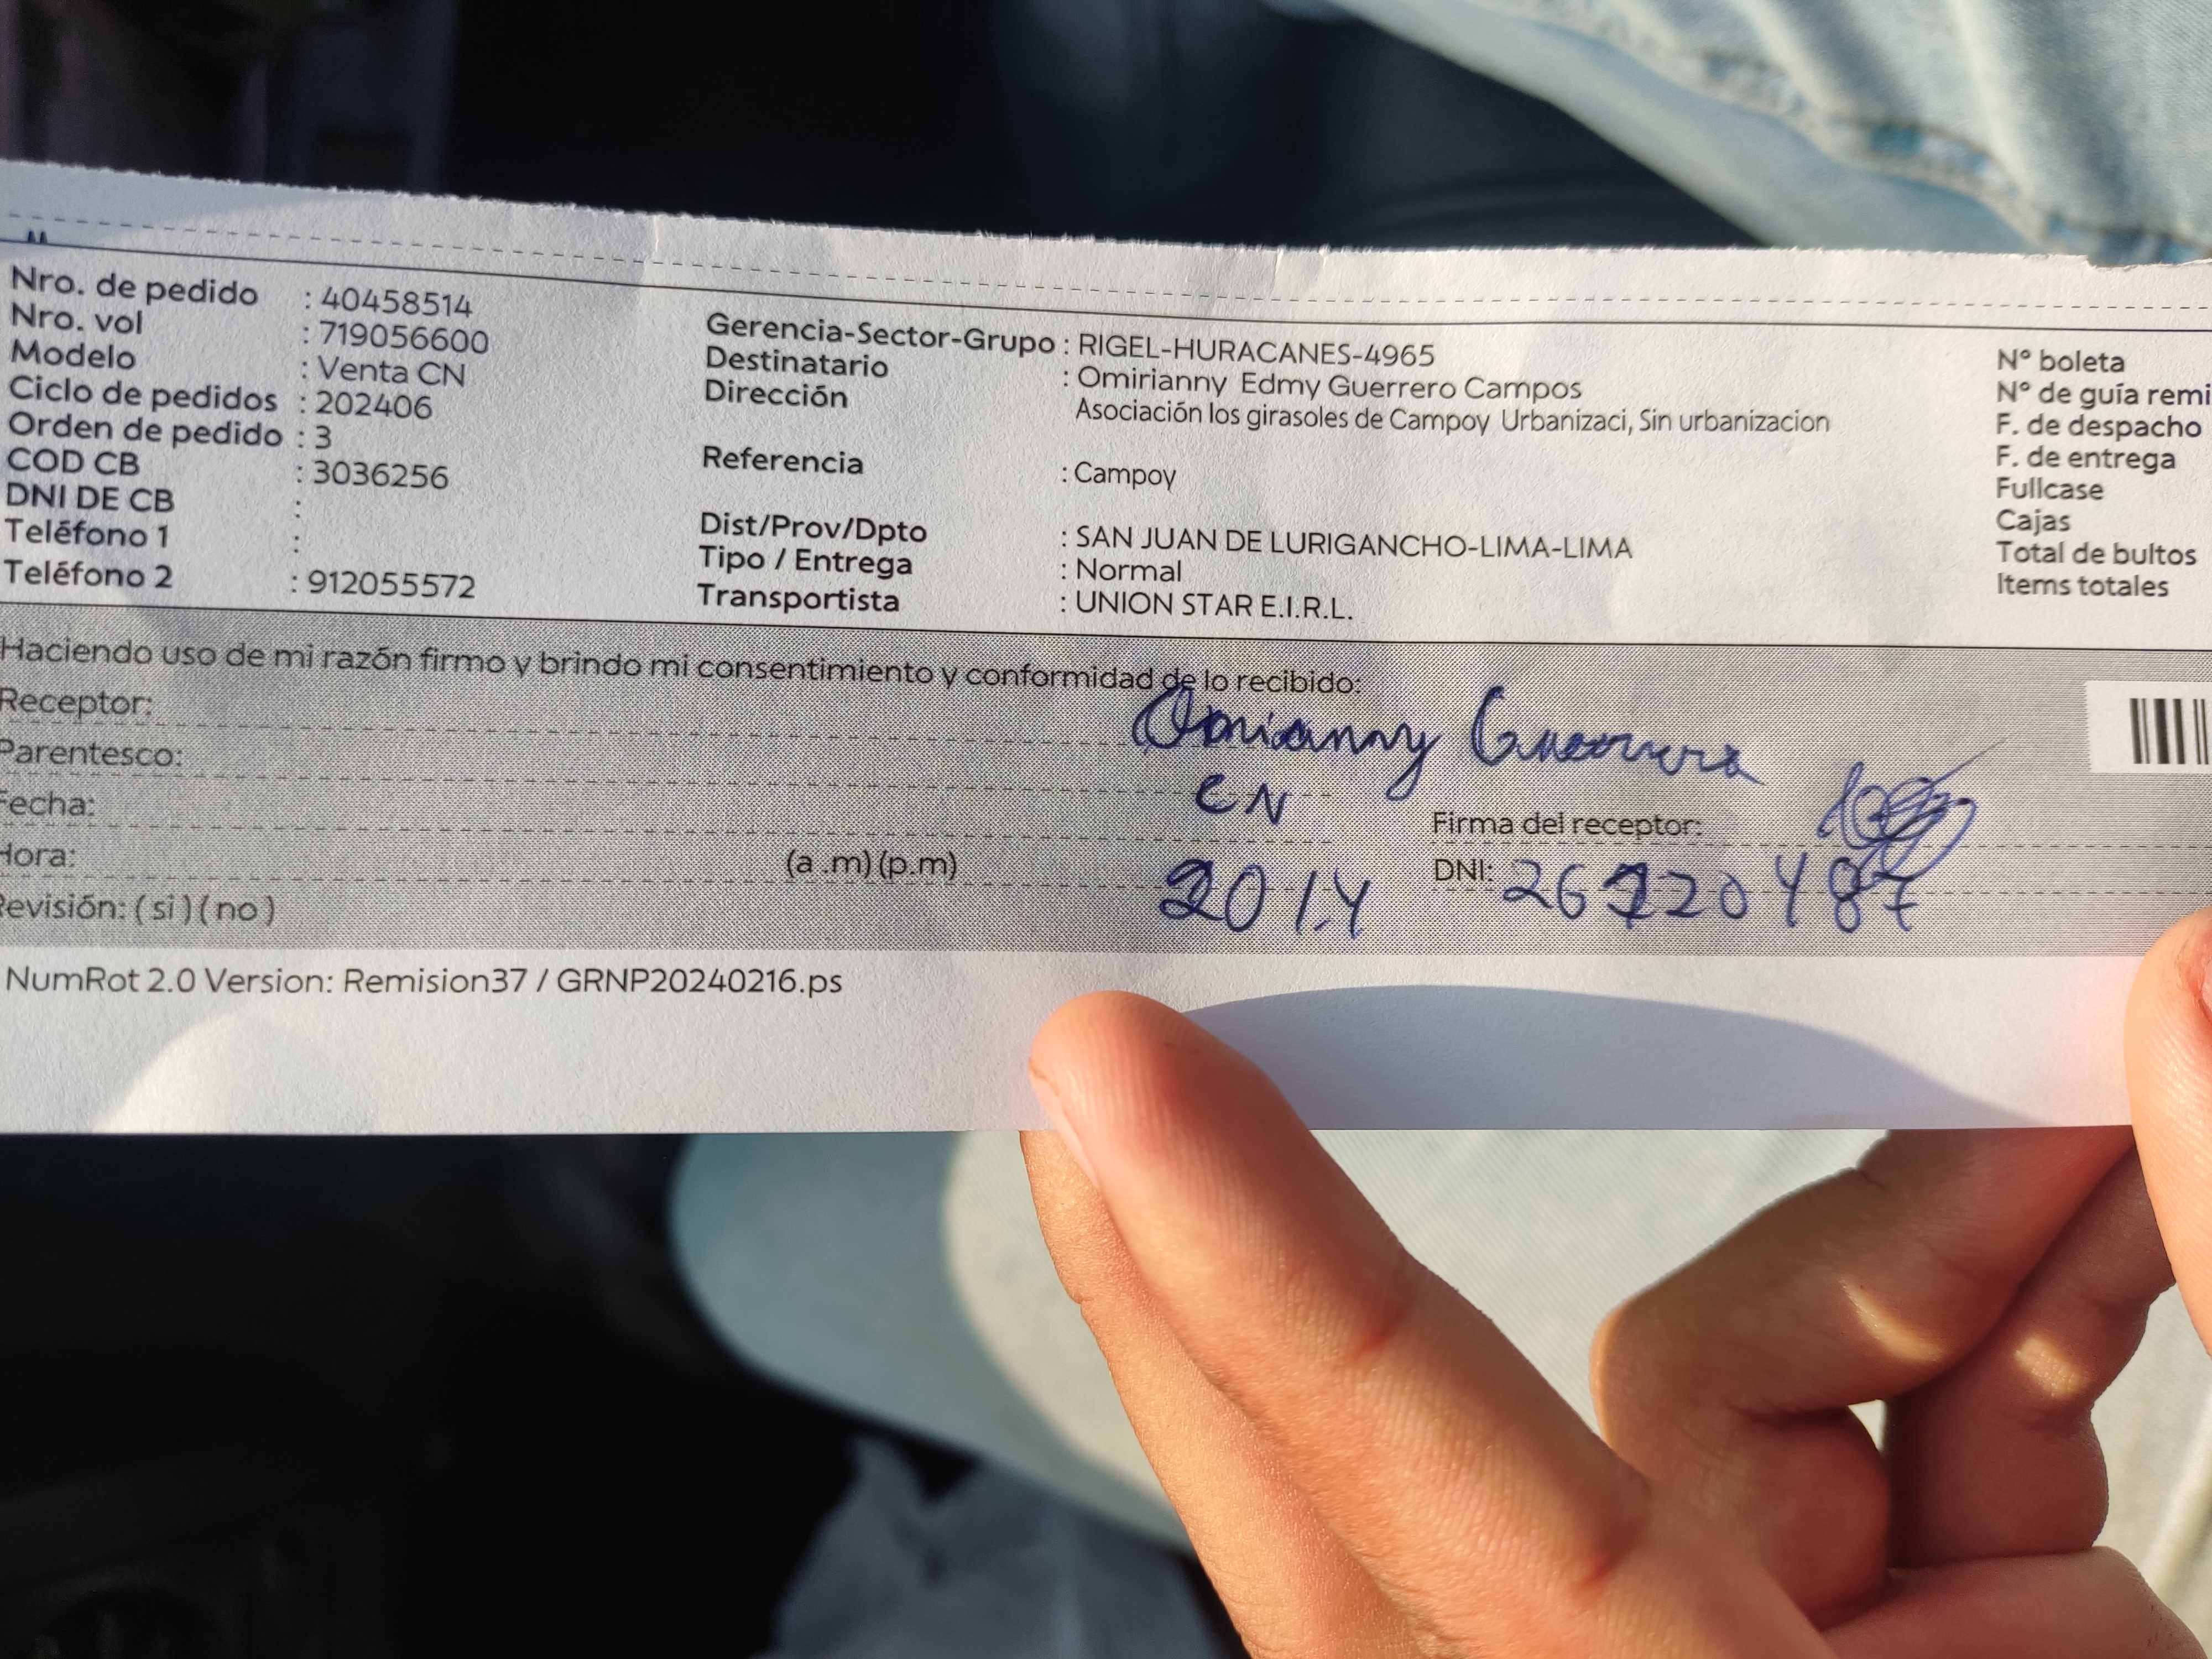 Nro. de pedido : 40458514
Nro. vol : 719056600
Modelo : Venta CN
Ciclo de pedidos : 202406
Orden de pedido : 3
COD CB : 3036256
DNI DE CB :
Teléfono 1 :
Teléfono 2 : 912055572
Gerencia-Sector-Grupo : RIGEL-HURACANES-4965
Destinatario : Omirianny Edmy Guerrero Campos
Dirección Asociación los girasoles de Campoy Urbanizaci, Sin urbanizacion
Referencia : Campoy
Dist/Prov/Dpto : SAN JUAN DE LURIGANCHO-LIMA-LIMA
Tipo / Entrega : Normal
Transportista : UNION STAR E.I.R.L.
N° boleta
N° de guía remi
F. de despacho
F. de entrega
Fullcase
Cajas
Total de bultos
Items totales
Haciendo uso de mi razón firmo y brindo mi consentimiento y conformidad de lo recibido:
Receptor: Omirianny Guerrero
Parentesco: CN
Fecha:
Firma del receptor:
Hora: (a .m) (p.m)
DNI:
Revisión: ( si ) ( no )
NumRot 2.0 Version: Remision37 / GRNP20240216.ps